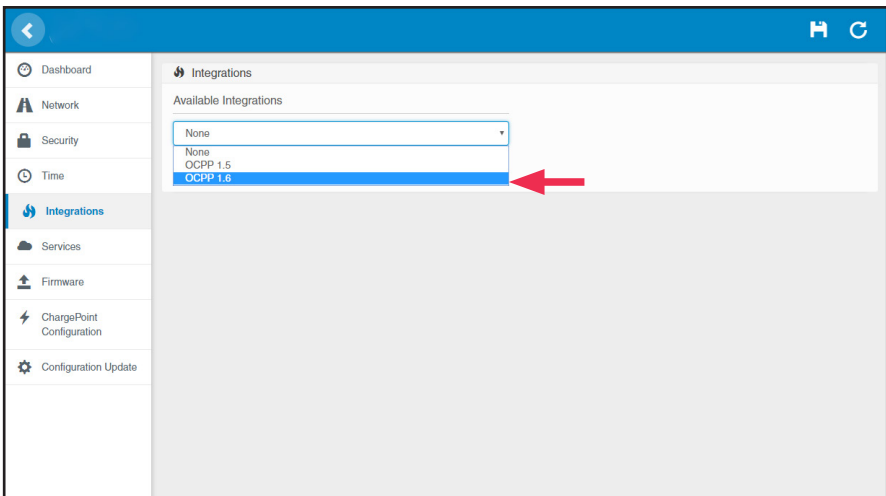 Dashboard
Network
Security
Time
Integrations
Services
Firmware
ChargePoint
Configuration
Configuration Update
Integrations
Available Integrations
None
None
OCPP 1.5
OCPP 1.6